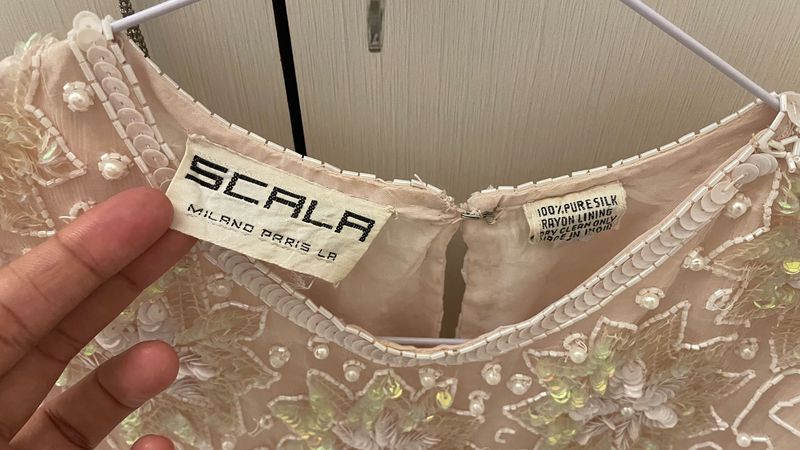 SCALA
MILANO PARIS LA
100% PURE SILK
RAYON LINING
DRY CLEAN ONLY
MADE IN INDIA